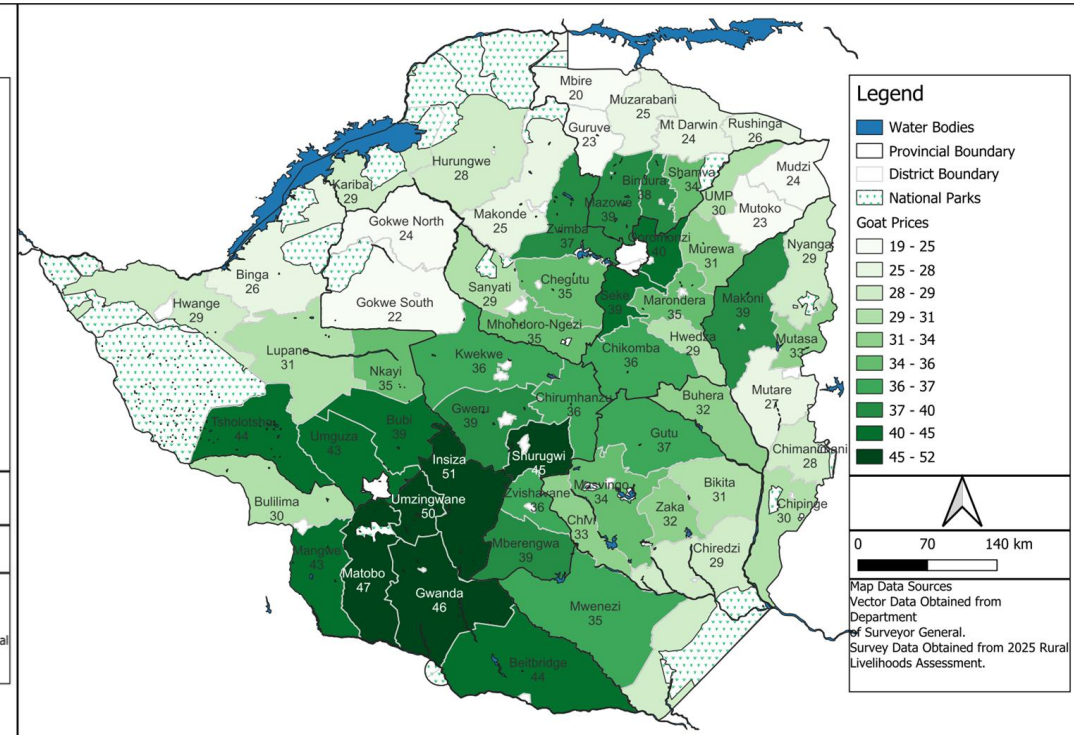 Mbire
20
Muzarabani
25
Guruve
23
Mt Darwin
24
Rushinga
26
Hurungwe
28
Kariba
29
Shamva
34
Mudzi
24
Bindura
38
Mazowe
39
UMP
30
Mutoko
23
Makonde
25
Gokwe North
24
Zvimba
37
Goromonzi
40
Murewa
31
Nyanga
29
Binga
26
Hwange
29
Gokwe South
22
Sanyati
29
Chegutu
35
Seke
39
Marondera
35
Makoni
39
Mhondoro-Ngezi
35
Hwedza
29
Mutasa
33
Lupane
31
Nkayi
35
Kwekwe
36
Chikomba
36
Mutare
27
Buhera
32
Chirumhanzu
36
Gweru
39
Tsholotsho
44
Umguza
43
Bubi
39
Insiza
51
Shurugwi
45
Gutu
37
Chimanimani
28
Bulilima
30
Umzingwane
50
Zvishavane
36
Masvingo
34
Bikita
31
Zaka
32
Chipinge
30
Chivi
33
Mangwe
43
Matobo
47
Gwanda
46
Mberengwa
39
Chiredzi
29
Mwenezi
35
Beitbridge
44
Legend
Water Bodies
Provincial Boundary
District Boundary
National Parks
Goat Prices
19 - 25
25 - 28
28 - 29
29 - 31
31 - 34
34 - 36
36 - 37
37 - 40
40 - 45
45 - 52
0 70 140 km
Map Data Sources
Vector Data Obtained from
Department
of Surveyor General.
Survey Data Obtained from 2025 Rural
Livelihoods Assessment.